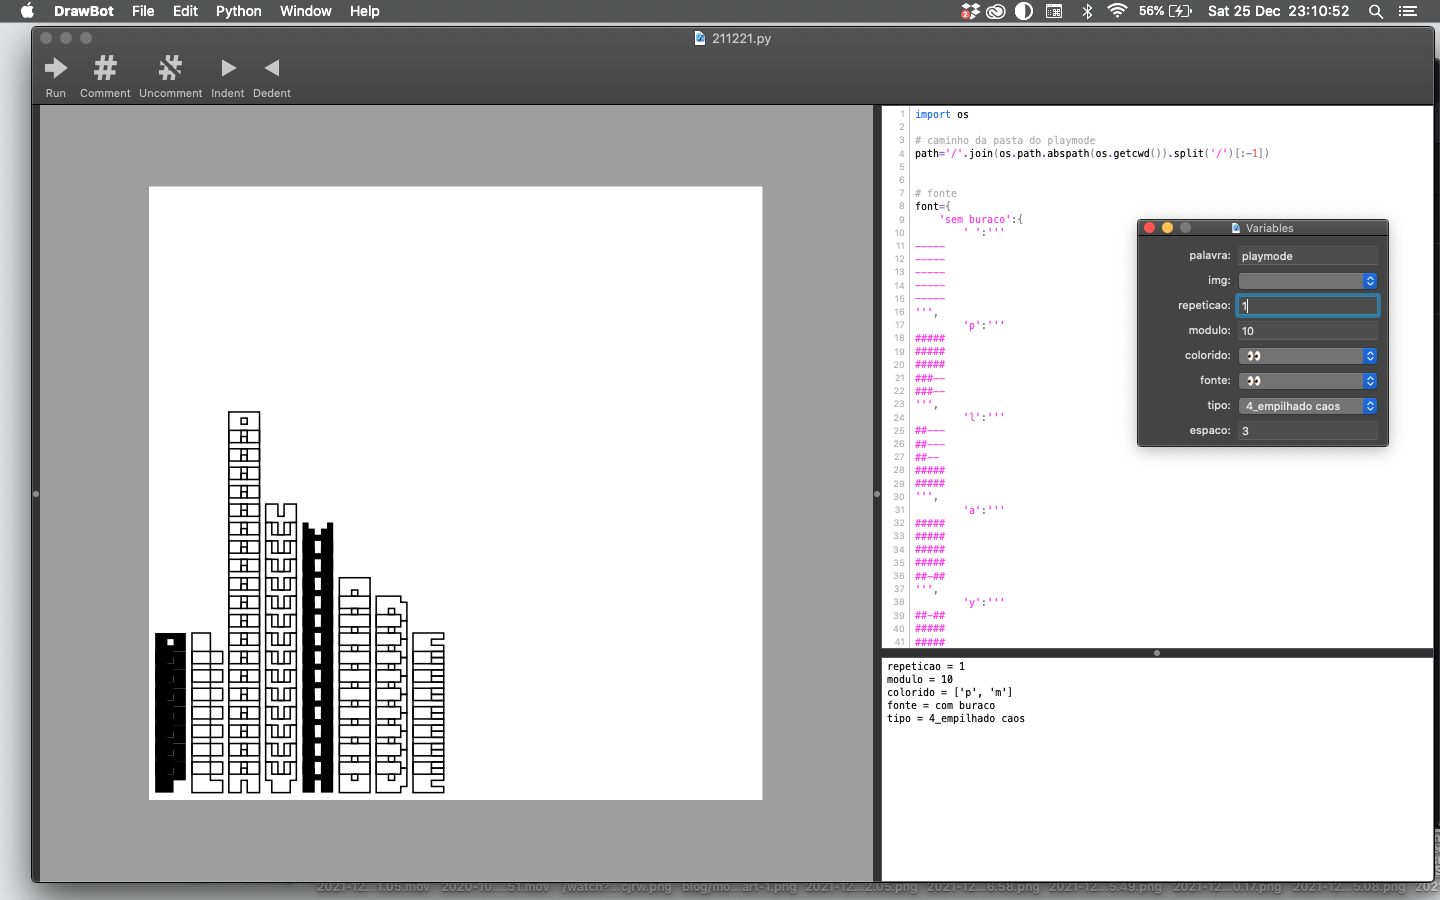 DrawBot File Edit Python Window Help
2 56% Sat 25 Dec 23:10:52
211221.py
Run Comment Uncomment Indent Dedent
1 import os
2
3 # caminho da pasta do playmode
4 path='/'.join(os.path.abspath(os.getcwd()).split('/')[:-1])
5
6
7 # fonte
8 font={
9 'sem buraco':{
10 ' ':'''
11 -----
12 -----
13 -----
14 -----
15 -----
16 ''',
17 'p':'''
18 #####
19 #####
20 #####
21 ###--
22 ###--
23 ''',
24 'l':'''
25 ##---
26 ##---
27 ##--
28 #####
29 #####
30 ''',
31 'a':'''
32 #####
33 #####
34 #####
35 #####
36 ##-##
37 ''',
38 'y':'''
39 ##-##
40 #####
41 #####
Variables
palavra: playmode
img:
repeticao: 1
modulo: 10
colorido: 👀
fonte: 👀
tipo: 4_empilhado caos
espaco: 3
repeticao = 1
modulo = 10
colorido = ['p', 'm']
fonte = com buraco
tipo = 4_empilhado caos
2021-12...1.05.mov 2020-10....51.mov /watch?...cjrw.png blog/mo...art-1.png 2021-12...2.05.png 2021-12...6.58.png 2021-12...5.49.png 2021-12...0.17.png 2021-12...5.08.png